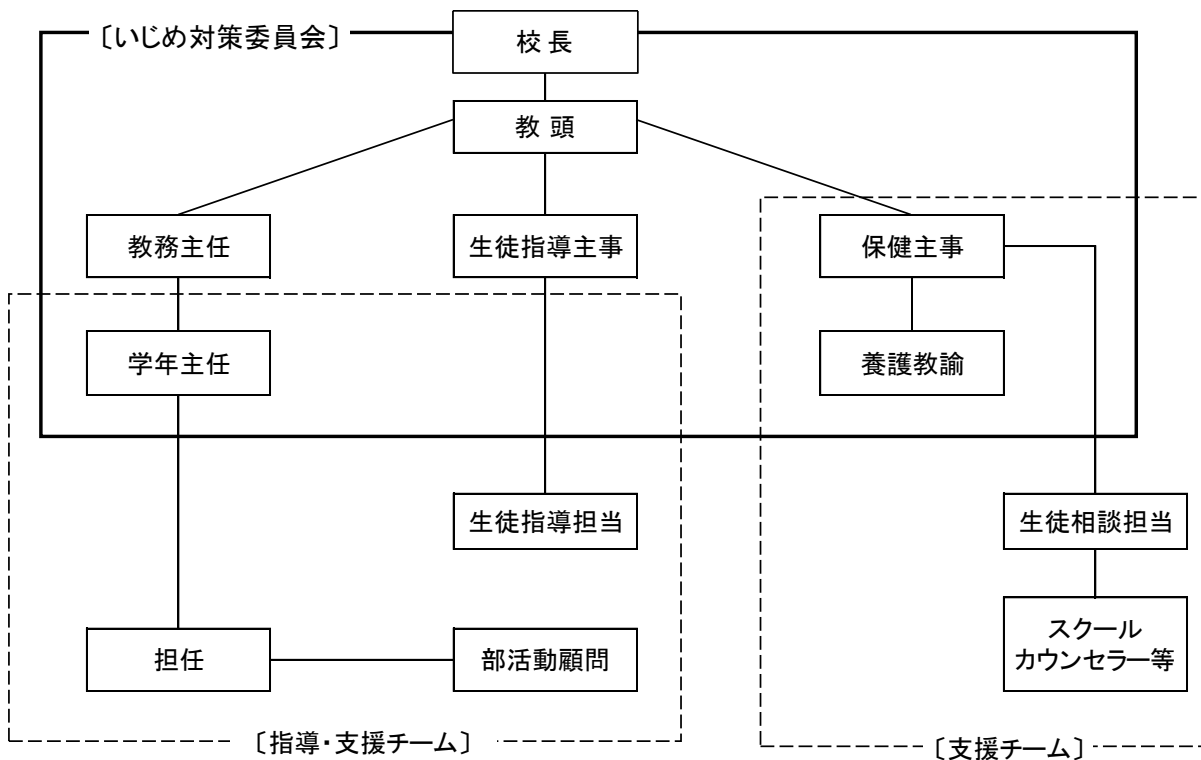 〔いじめ対策委員会〕
校 長
教 頭
教務主任
生徒指導主事
保健主事
学年主任
養護教諭
生徒指導担当
生徒相談担当
担任
部活動顧問
スクール
カウンセラー等
〔指導・支援チーム〕
〔支援チーム〕